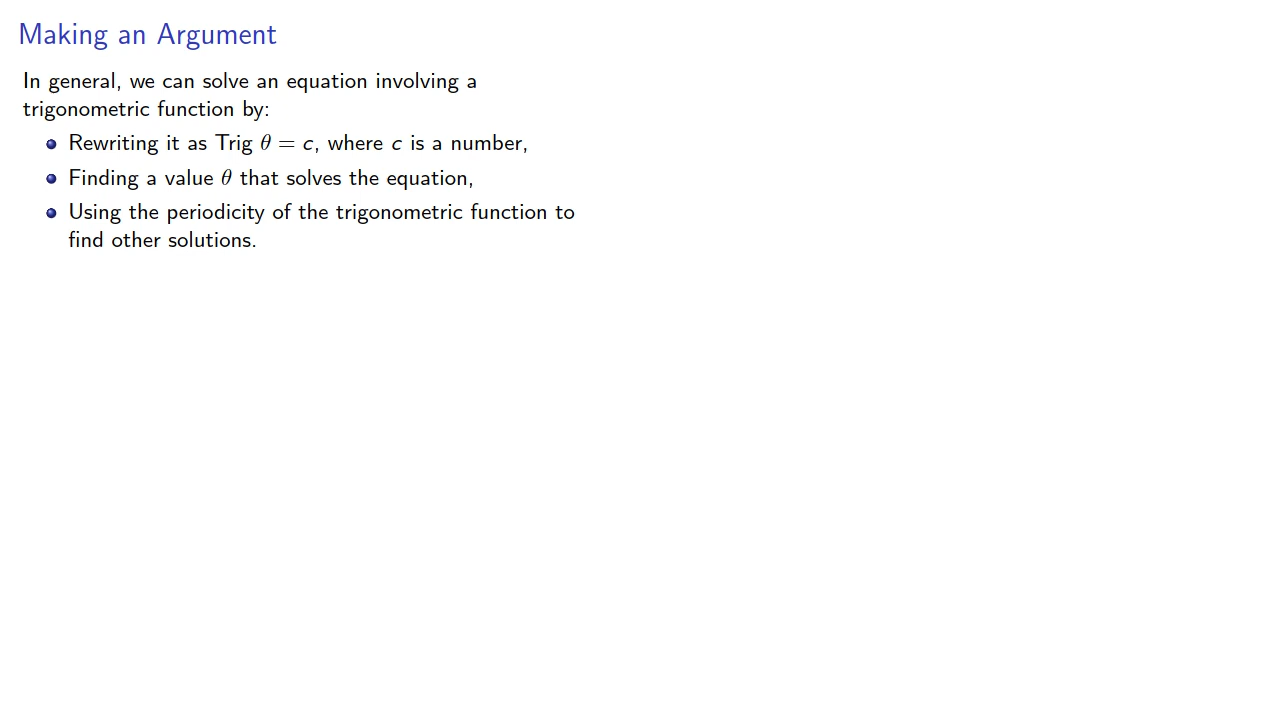 Making an Argument
In general, we can solve an equation involving a
trigonometric function by:
Rewriting it as Trig θ = c, where c is a number,
Finding a value θ that solves the equation,
Using the periodicity of the trigonometric function to
find other solutions.